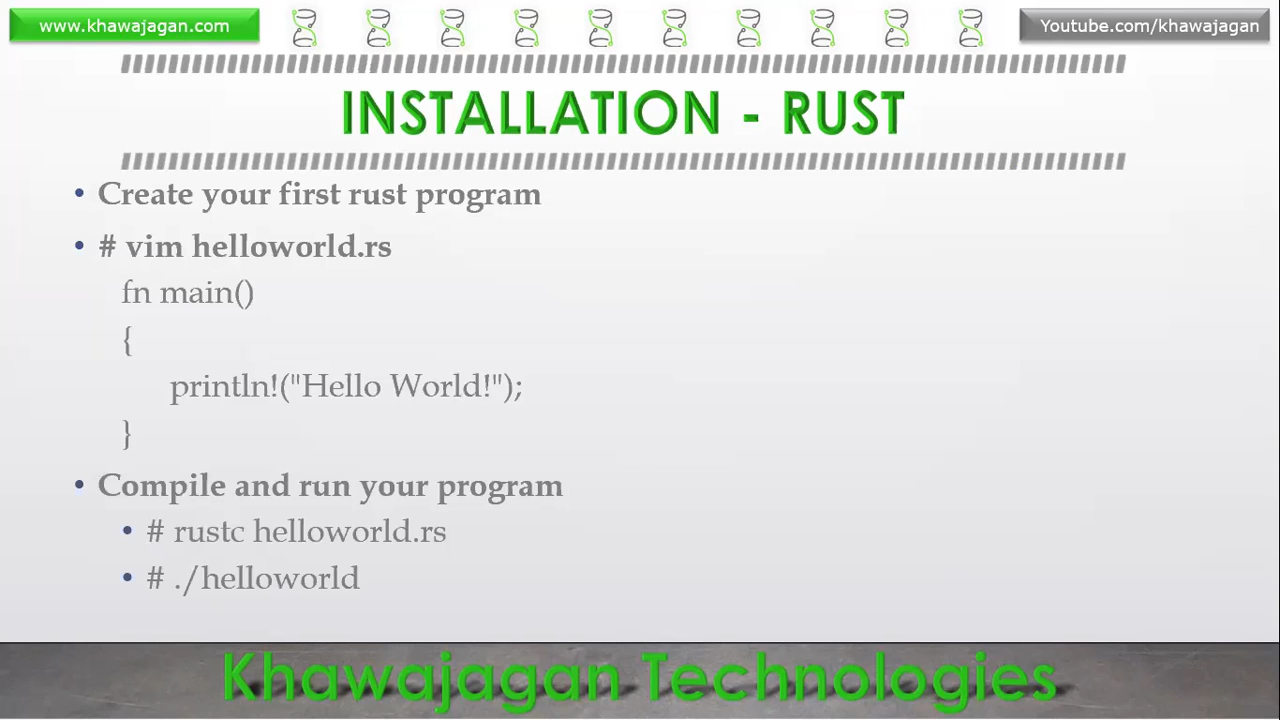 www.khawajagan.com
Youtube.com/khawajagan
INSTALLATION - RUST
• Create your first rust program
• # vim helloworld.rs
fn main()
{
println!("Hello World!");
}
• Compile and run your program
• # rustc helloworld.rs
• # ./helloworld
Khawajagan Technologies